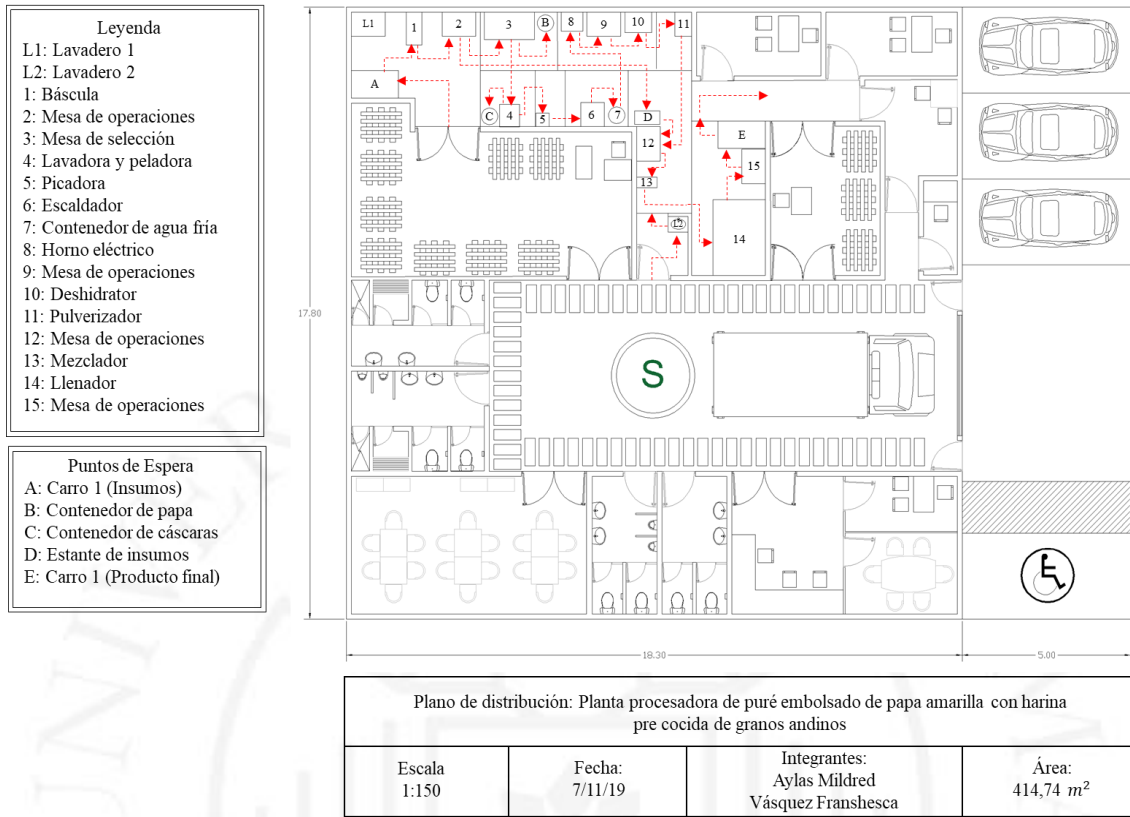 Leyenda
L1: Lavadero 1
L2: Lavadero 2
1: Báscula
2: Mesa de operaciones
3: Mesa de selección
4: Lavadora y peladora
5: Picadora
6: Escaldador
7: Contenedor de agua fría
8: Horno eléctrico
9: Mesa de operaciones
10: Deshidrator
11: Pulverizador
12: Mesa de operaciones
13: Mezclador
14: Llenador
15: Mesa de operaciones
Puntos de Espera
A: Carro 1 (Insumos)
B: Contenedor de papa
C: Contenedor de cáscaras
D: Estante de insumos
E: Carro 1 (Producto final)
L1
1
2
3
B
8
9
10
11
A
C
4
5
6
7
D
E
12
15
13
L2
14
17.80
S
18.30
5.00
Plano de distribución: Planta procesadora de puré embolsado de papa amarilla con harina
pre cocida de granos andinos
Escala
1:150
Fecha:
7/11/19
Integrantes:
Aylas Mildred
Vásquez Franshesca
Área:
414,74 m²